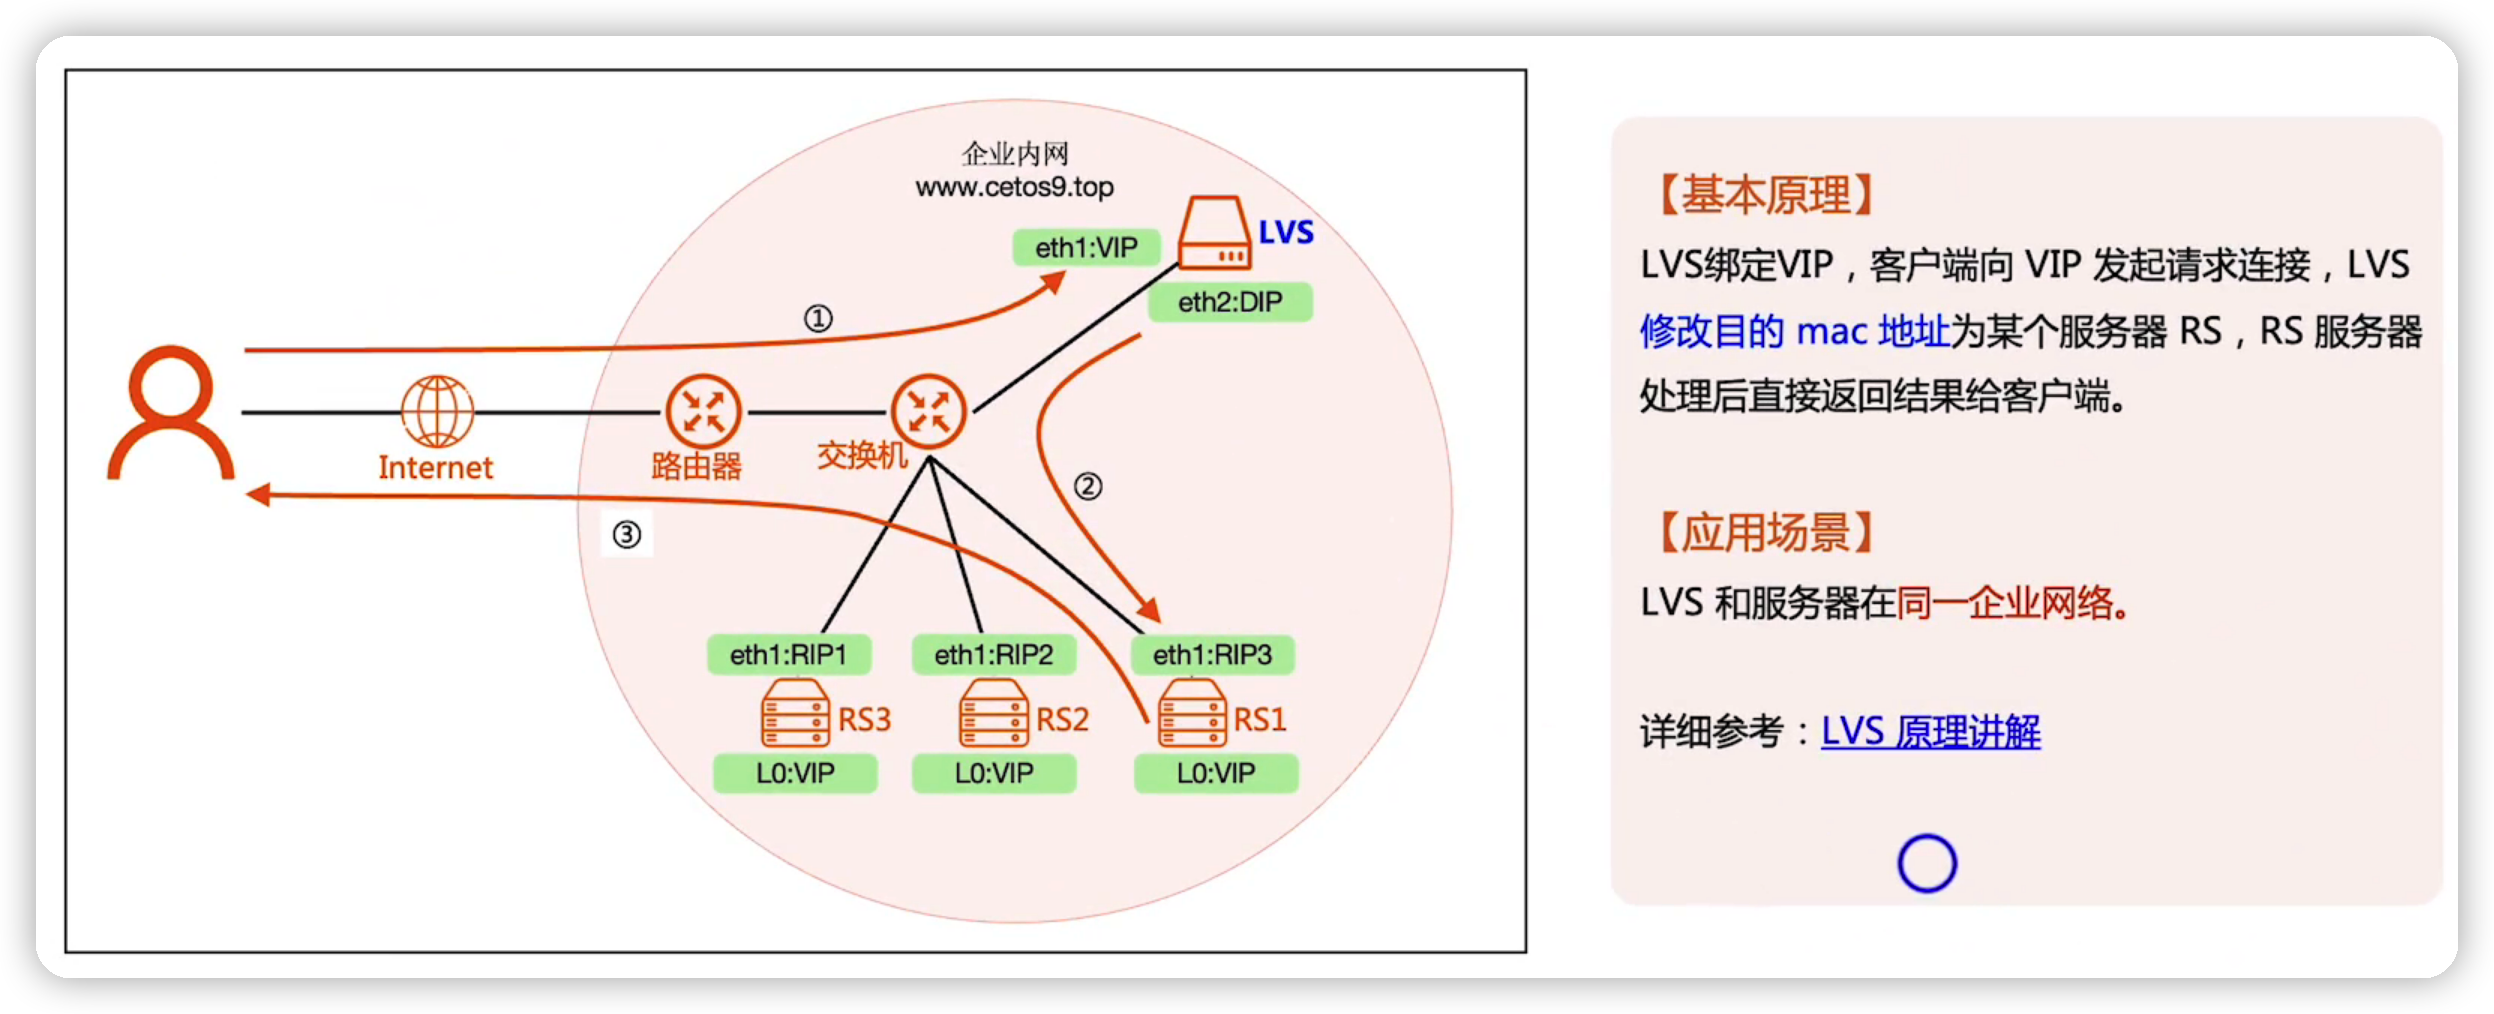 企业内网
www.cetos9.top
LVS
eth1:VIP
eth2:DIP
①
Internet
路由器
交换机
②
③
eth1:RIP1
eth1:RIP2
eth1:RIP3
RS3
RS2
RS1
L0:VIP
L0:VIP
L0:VIP
【基本原理】
LVS绑定VIP，客户端向 VIP 发起请求连接，LVS
修改目的 mac 地址为某个服务器 RS，RS 服务器
处理后直接返回结果给客户端。
【应用场景】
LVS 和服务器在同一企业网络。
详细参考：LVS 原理讲解